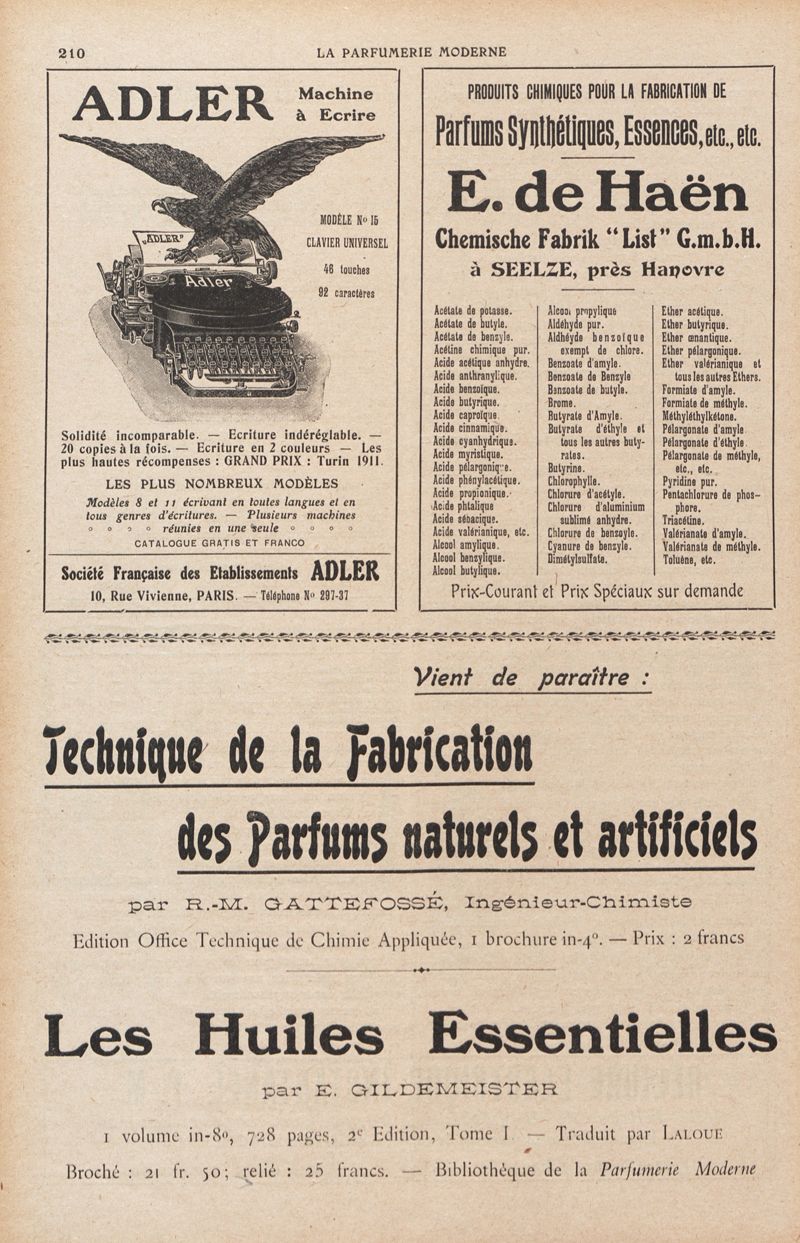 210
LA PARFUMERIE MODERNE
ADLER
Machine
à Ecrire
MODÈLE Nº 15
CLAVIER UNIVERSEL
46 touches
92 caractères
„ADLER”
Adler
Solidité incomparable. — Ecriture indéréglable. —
20 copies à la fois. — Ecriture en 2 couleurs — Les
plus hautes récompenses : GRAND PRIX : Turin 1911.
LES PLUS NOMBREUX MODÈLES
Modèles 8 et 11 écrivant en toutes langues et en
tous genres d'écritures. — Plusieurs machines
o o o o réunies en une seule o o o o
CATALOGUE GRATIS ET FRANCO
Société Française des Etablissements ADLER
10, Rue Vivienne, PARIS. — Téléphone Nº 297-37
PRODUITS CHIMIQUES POUR LA FABRICATION DE
Parfums Synthétiques, Essences, etc., etc.
E. de Haën
Chemische Fabrik “List” G.m.b.H.
à SEELZE, près Hanovre
Acétate de potasse.
Acétate de butyle.
Acétate de benzyle.
Acétine chimique pur.
Acide acétique anhydre.
Acide anthranylique.
Acide benzoïque.
Acide butyrique.
Acide caproïque.
Acide cinnamique.
Acide cyanhydrique.
Acide myristique.
Acide pélargonique.
Acide phénylacétique.
Acide propionique.
Acide phtalique
Acide sébacique.
Acide valérianique, etc.
Alcool amylique.
Alcool benzylique.
Alcool butylique.
Alcool propylique
Aldéhyde pur.
Aldhéyde benzoïque
exempt de chlore.
Benzoate d'amyle.
Benzoate de Benzyle
Benzoate de butyle.
Brome.
Butyrate d'Amyle.
Butyrate d'éthyle et
tous les autres buty-
rates.
Butyrine.
Chlorophylle.
Chlorure d'acétyle.
Chlorure d'aluminium
sublimé anhydre.
Chlorure de benzoyle.
Cyanure de benzyle.
Dimétylsulfate.
Ether acétique.
Ether butyrique.
Ether œnantique.
Ether pélargonique.
Ether valérianique et
tous les autres Ethers.
Formiate d'amyle.
Formiate de méthyle.
Méthyléthylkétone.
Pélargonate d'amyle
Pélargonate d'éthyle
Pélargonate de méthyle,
etc., etc.
Pyridine pur.
Pentachlorure de phos-
phore.
Triacétine.
Valérianate d'amyle.
Valérianate de méthyle.
Toluène, etc.
Prix-Courant et Prix Spéciaux sur demande
Vient de paraître :
Technique de la Fabrication
des Parfums naturels et artificiels
par R.-M. GATTEFOSSÉ, Ingénieur-Chimiste
Edition Office Technique de Chimie Appliquée, 1 brochure in-4º. — Prix : 2 francs
Les Huiles Essentielles
par E. GILDEMEISTER
1 volume in-8º, 728 pages, 2e Edition, Tome I — Traduit par LALOUE
Broché : 21 fr. 50; relié : 25 francs. — Bibliothèque de la Parfumerie Moderne